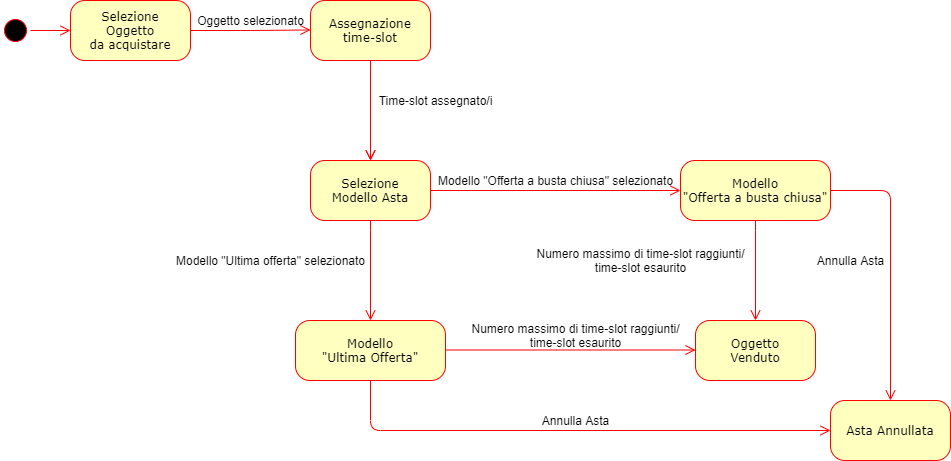 Selezione
Oggetto
da acquistare
Oggetto selezionato
Assegnazione
time-slot
Time-slot assegnato/i
Selezione
Modello Asta
Modello "Offerta a busta chiusa" selezionato
Modello
"Offerta a busta chiusa"
Modello "Ultima offerta" selezionato
Numero massimo di time-slot raggiunti/
time-slot esaurito
Annulla Asta
Modello
"Ultima Offerta"
Numero massimo di time-slot raggiunti/
time-slot esaurito
Oggetto
Venduto
Annulla Asta
Asta Annullata